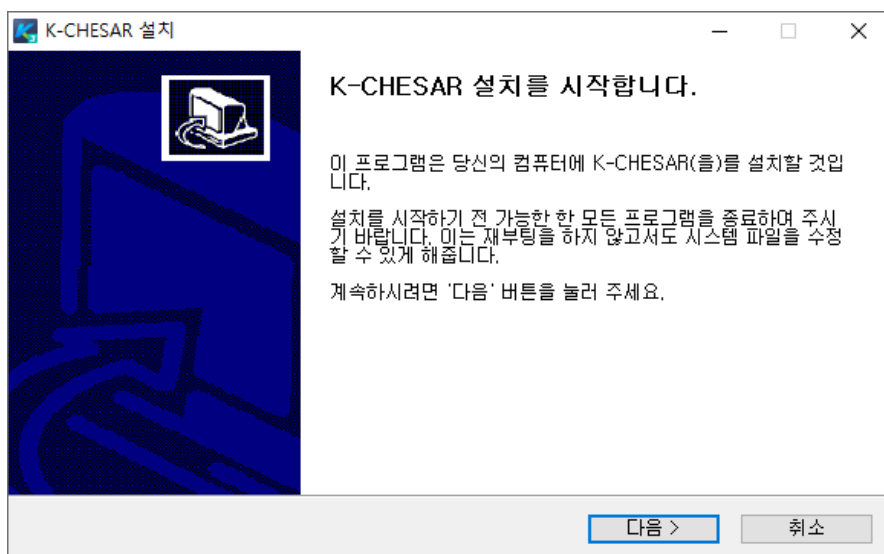 K-CHESAR 설치
K-CHESAR 설치를 시작합니다.
이 프로그램은 당신의 컴퓨터에 K-CHESAR(을)를 설치할 것입
니다.
설치를 시작하기 전 가능한 한 모든 프로그램을 종료하여 주시
기 바랍니다. 이는 재부팅을 하지 않고서도 시스템 파일을 수정
할 수 있게 해줍니다.
계속하시려면 '다음' 버튼을 눌러 주세요.
다음 >
취소